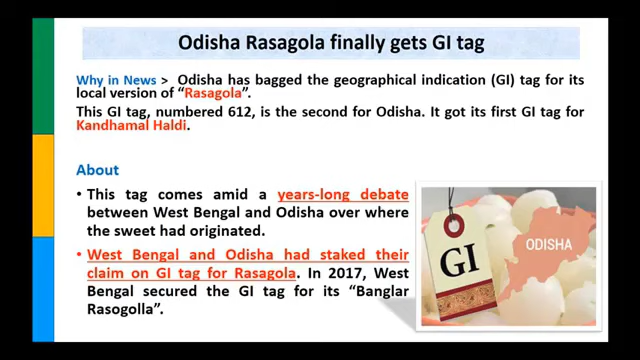 Odisha Rasagola finally gets GI tag
Why in News > Odisha has bagged the geographical indication (GI) tag for its
local version of “Rasagola”.
This GI tag, numbered 612, is the second for Odisha. It got its first GI tag for
Kandhamal Haldi.
About
• This tag comes amid a years-long debate
between West Bengal and Odisha over where
the sweet had originated.
• West Bengal and Odisha had staked their
claim on GI tag for Rasagola. In 2017, West
Bengal secured the GI tag for its “Banglar
Rasogolla”.
GI
ODISHA